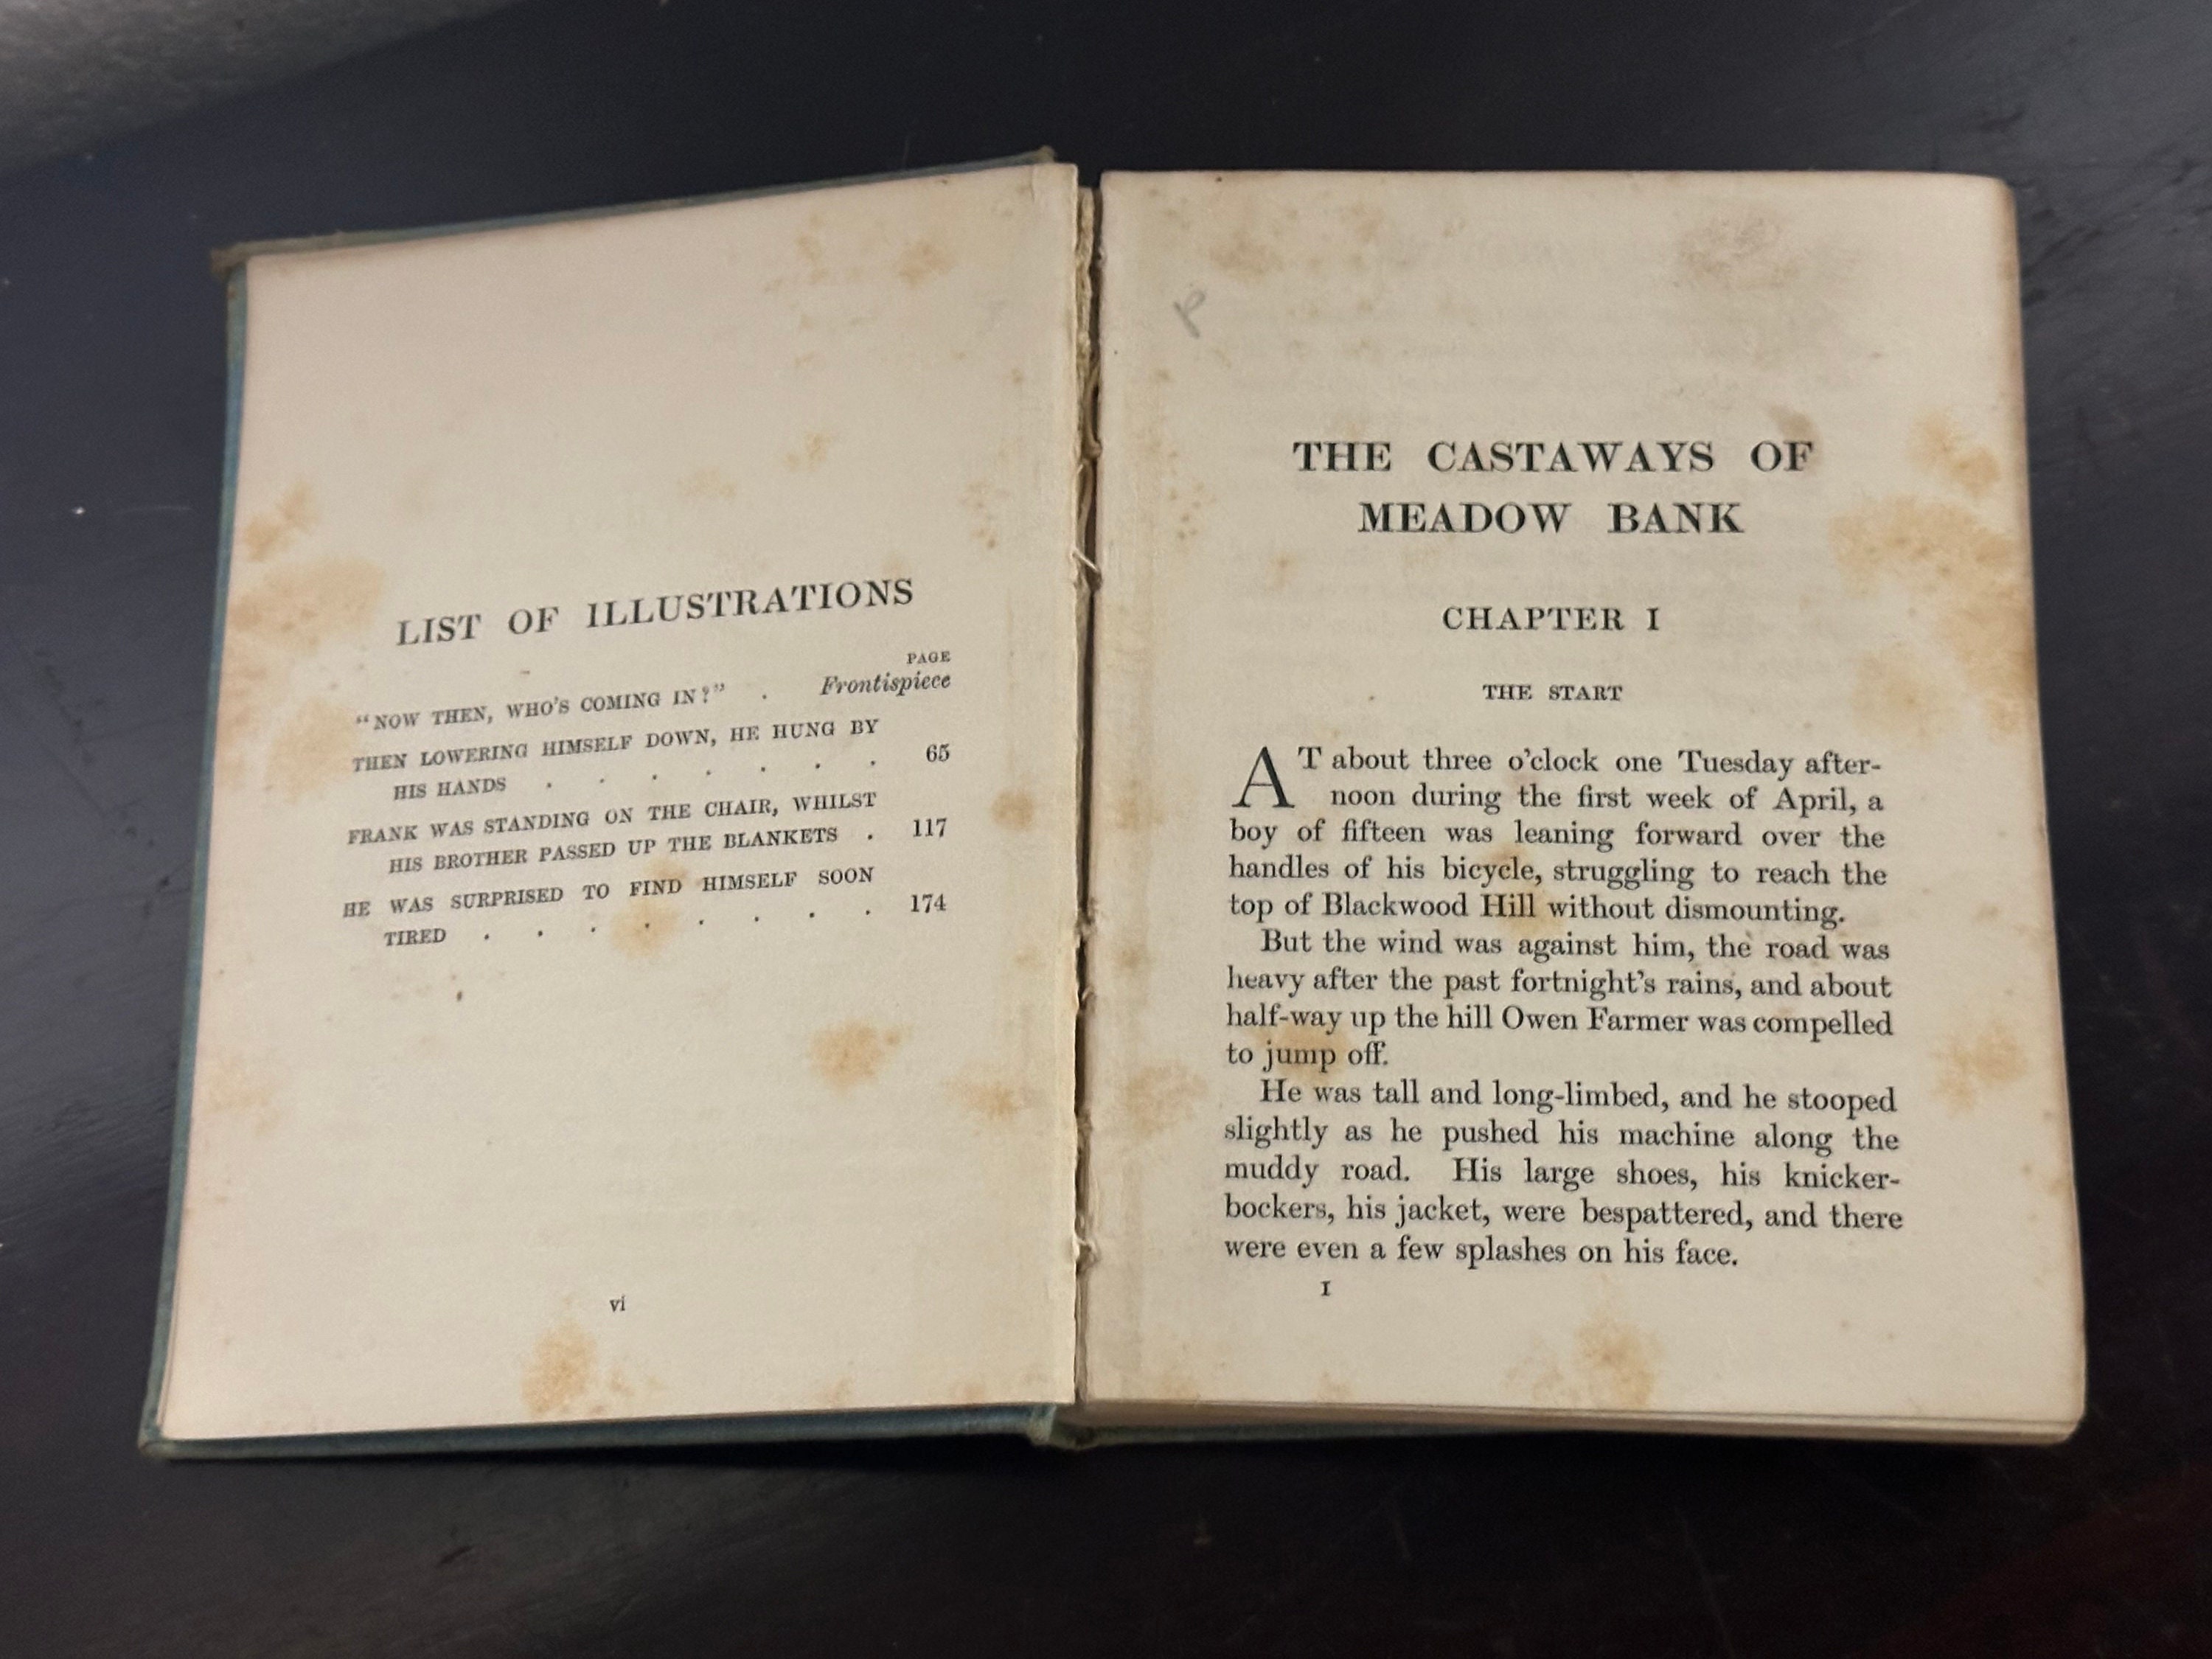 LIST OF ILLUSTRATIONS
PAGE
"NOW THEN, WHO'S COMING IN?" . Frontispiece
THEN LOWERING HIMSELF DOWN, HE HUNG BY
HIS HANDS . . . . . . . 65
FRANK WAS STANDING ON THE CHAIR, WHILST
HIS BROTHER PASSED UP THE BLANKETS . 117
HE WAS SURPRISED TO FIND HIMSELF SOON
TIRED . . . . . . . . 174
vi
P
THE CASTAWAYS OF
MEADOW BANK
CHAPTER I
THE START
AT about three o'clock one Tuesday after-
noon during the first week of April, a
boy of fifteen was leaning forward over the
handles of his bicycle, struggling to reach the
top of Blackwood Hill without dismounting.
But the wind was against him, the road was
heavy after the past fortnight's rains, and about
half-way up the hill Owen Farmer was compelled
to jump off.
He was tall and long-limbed, and he stooped
slightly as he pushed his machine along the
muddy road. His large shoes, his knicker-
bockers, his jacket, were bespattered, and there
were even a few splashes on his face.
I